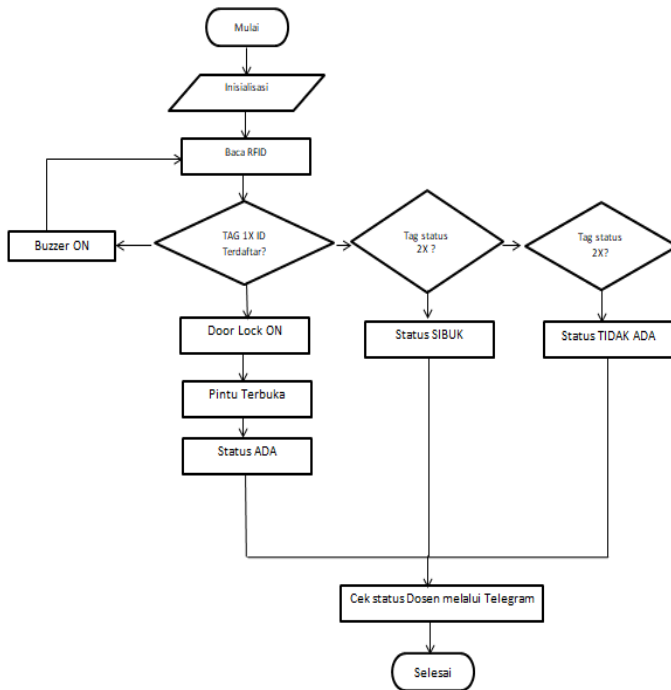 Mulai
Inisialisasi
Baca RFID
TAG 1X ID
Terdaftar?
Tag status
2X ?
Tag status
2X?
Buzzer ON
Door Lock ON
Status SIBUK
Status TIDAK ADA
Pintu Terbuka
Status ADA
Cek status Dosen melalui Telegram
Selesai